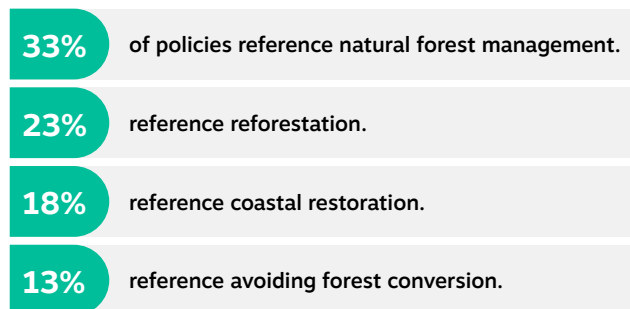 33% of policies reference natural forest management.
23% reference reforestation.
18% reference coastal restoration.
13% reference avoiding forest conversion.